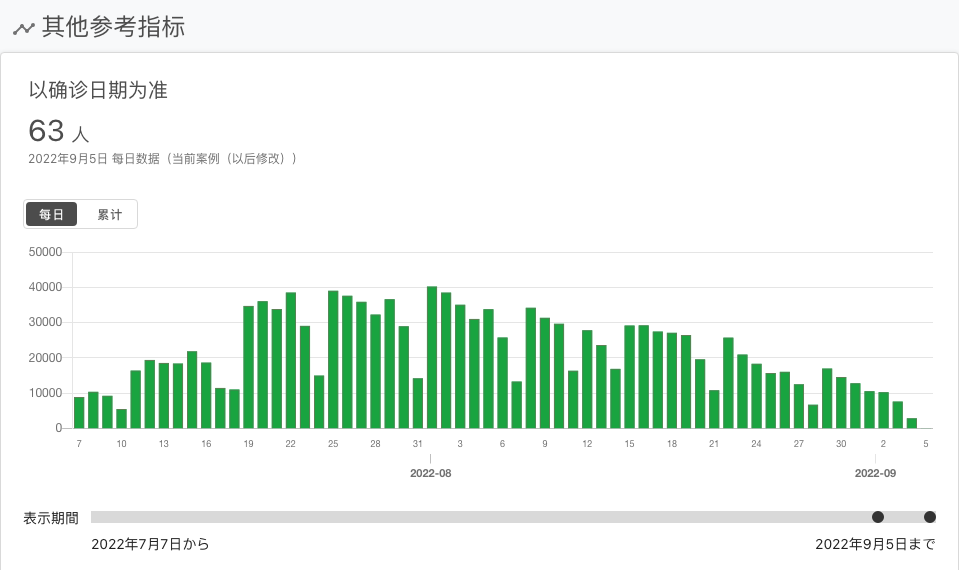 其他参考指标
以确诊日期为准
63 人
2022年9月5日 每日数据（当前案例（以后修改））
每日 累计
50000
40000
30000
20000
10000
0
7 10 13 16 19 22 25 28 31 3 6 9 12 15 18 21 24 27 30 2 5
2022-08 2022-09
表示期間
2022年7月7日から 2022年9月5日まで